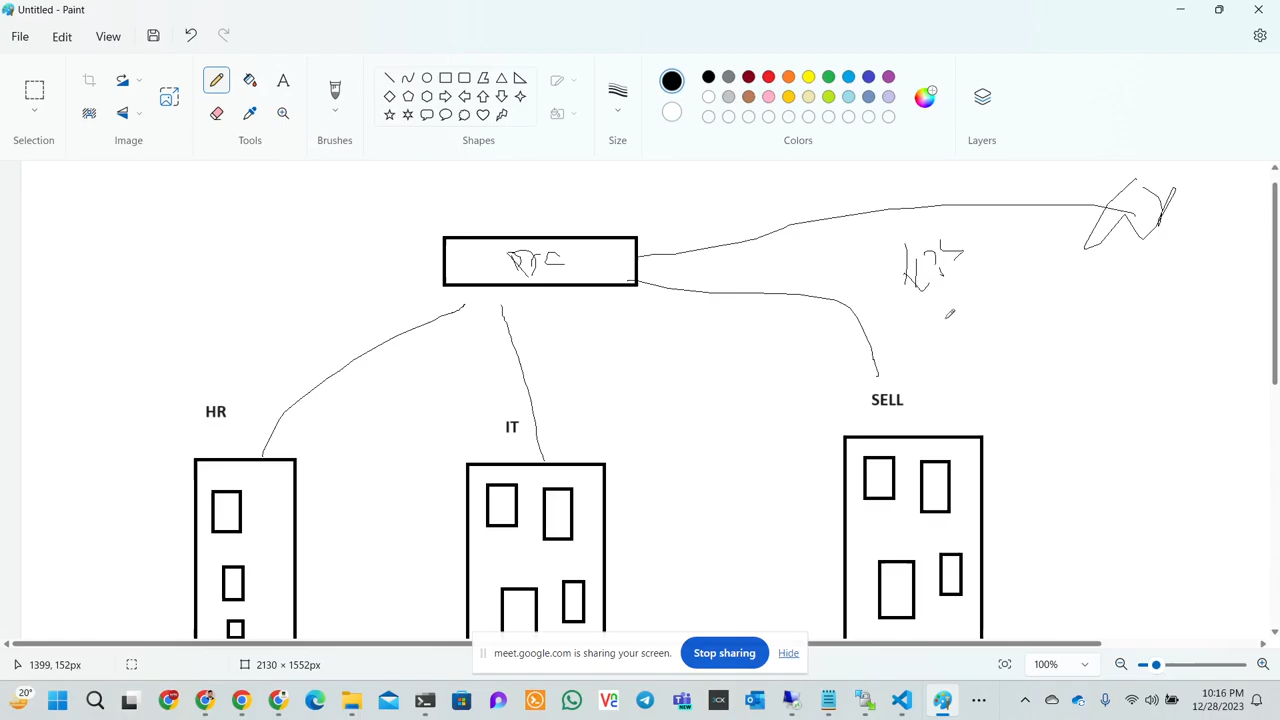 Untitled - Paint
File Edit View
Selection Image Tools Brushes Shapes Size Colors Layers
HR
IT
SELL
meet.google.com is sharing your screen. Stop sharing Hide
1399, 152px 2130 × 1552px 100%
20° 10:16 PM
12/28/2023